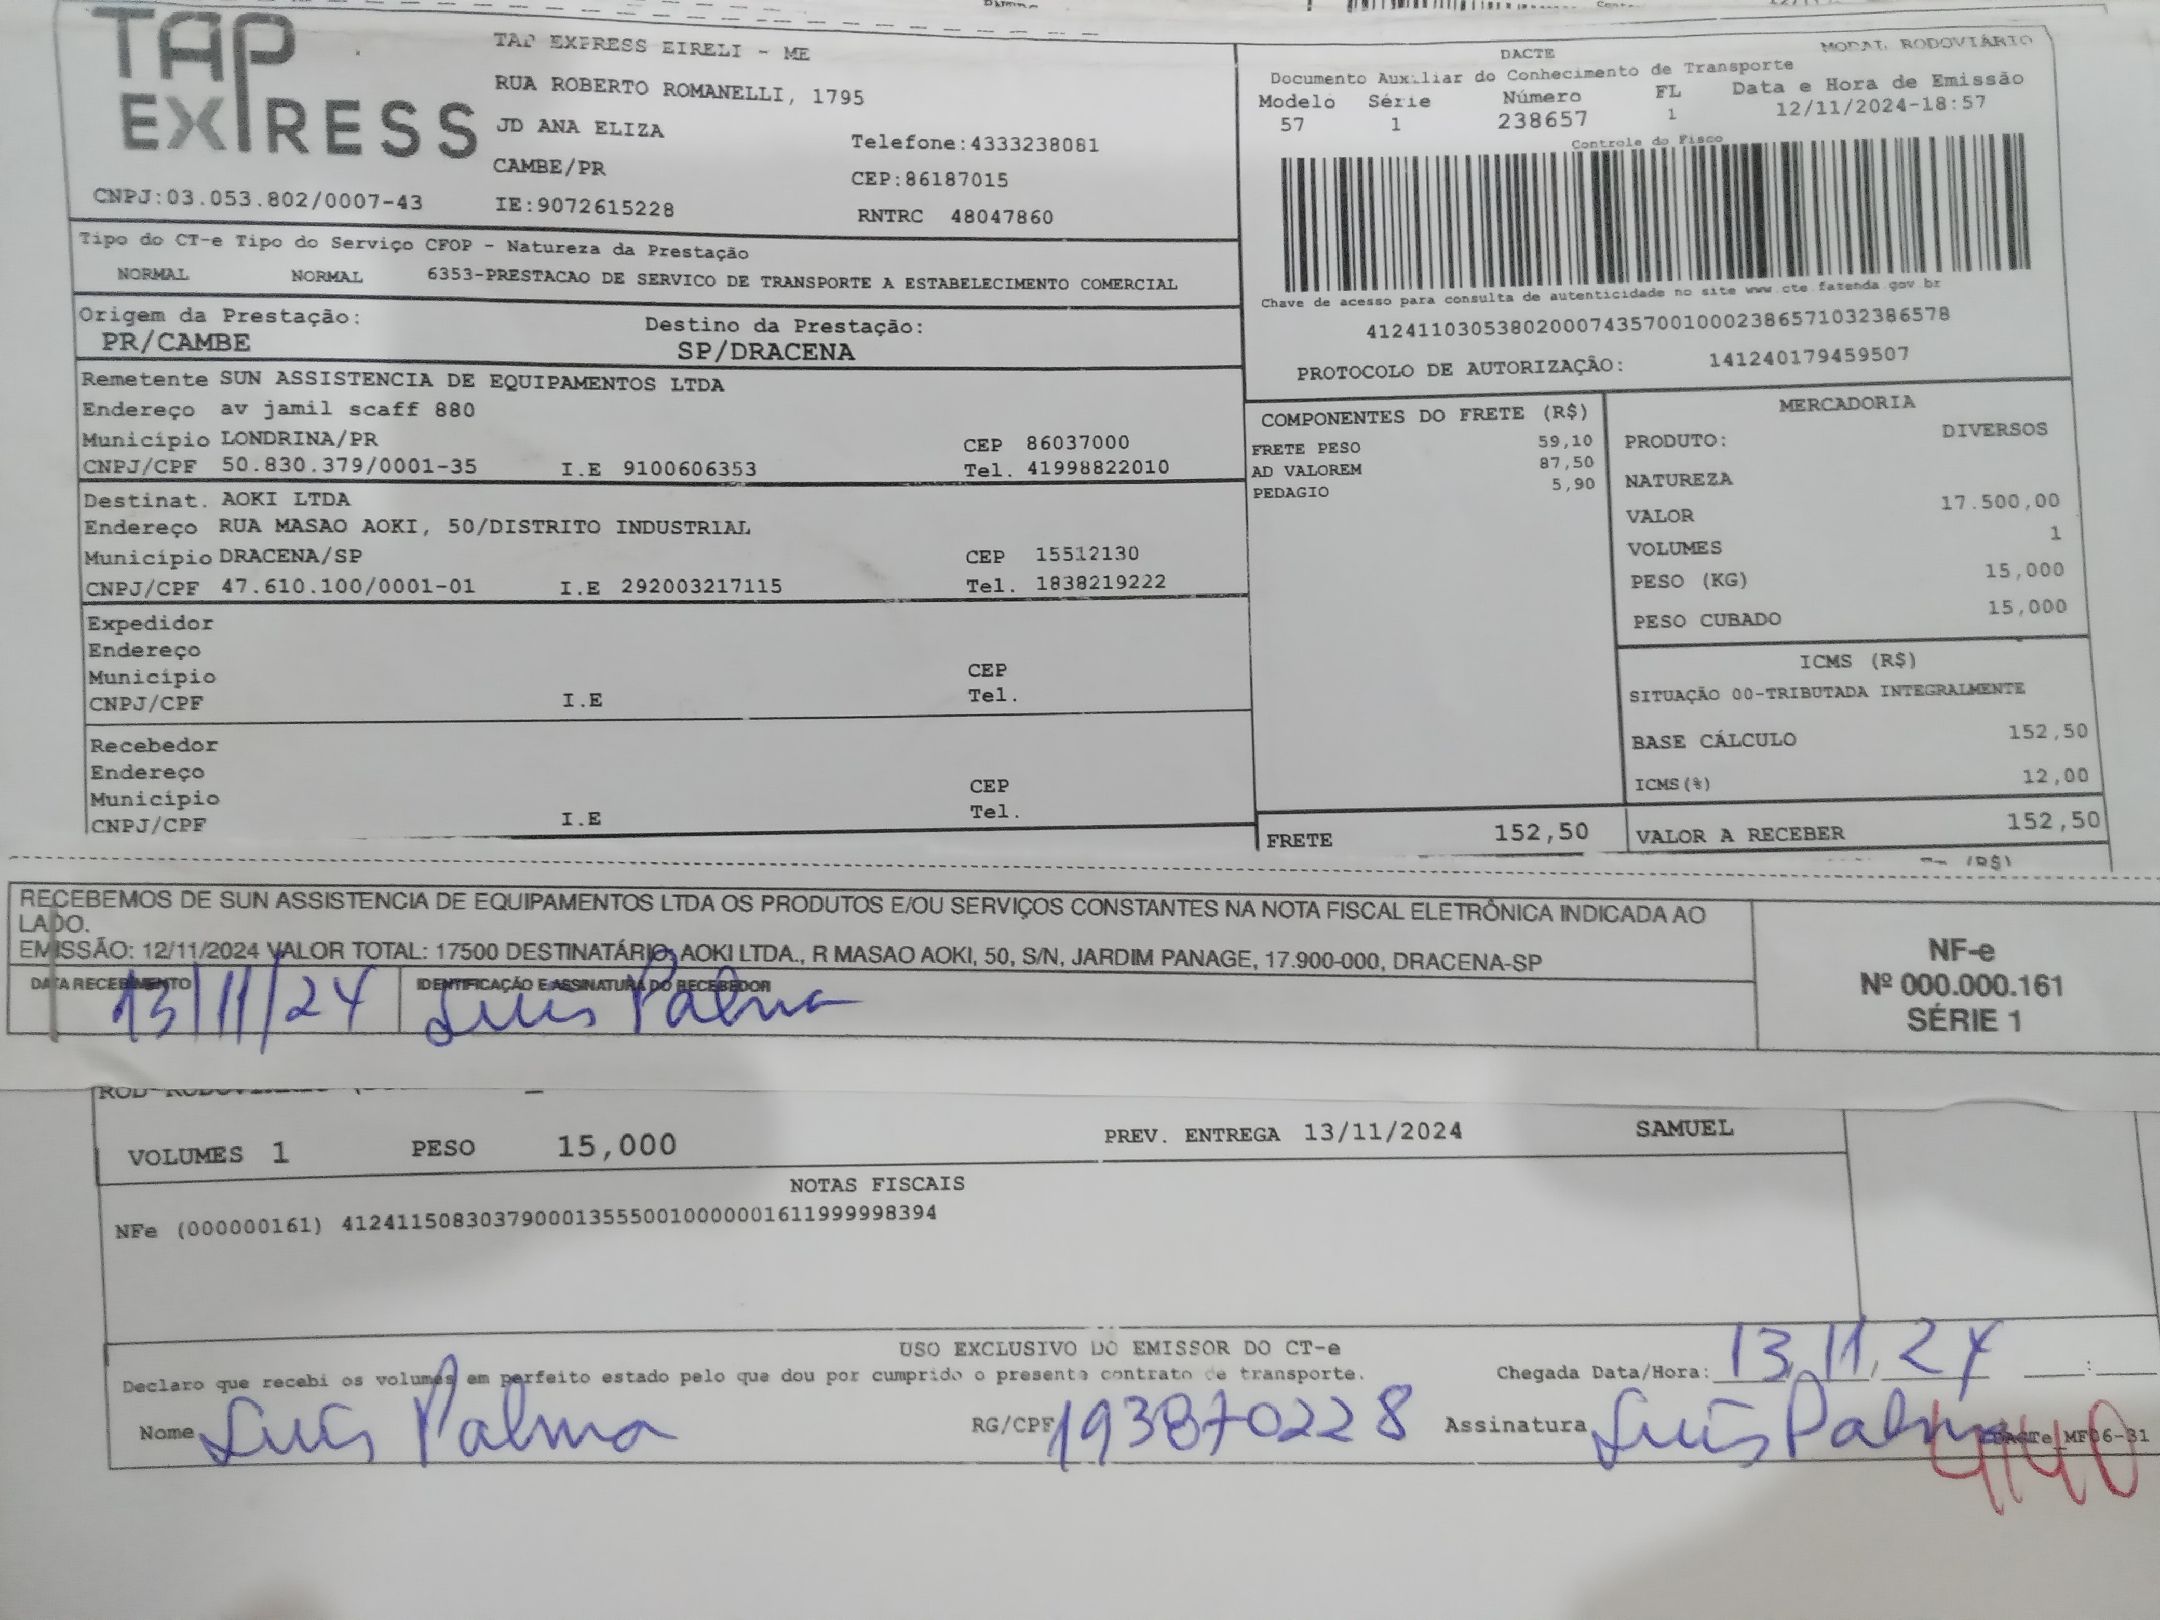 TAP
EXPRESS
TAP EXPRESS EIRELI - ME
RUA ROBERTO ROMANELLI, 1795
JD ANA ELIZA
Telefone:4333238081
CAMBE/PR
CEP:86187015
CNPJ:03.053.802/0007-43
IE:9072615228
RNTRC 48047860
DACTE
MODAL RODOVIÁRIO
Documento Auxiliar do Conhecimento de Transporte
Modelo Série Número FL Data e Hora de Emissão
57 1 238657 1 12/11/2024-18:57
Controle do Fisco
Chave de acesso para consulta de autenticidade no site www.cte.fazenda.gov.br
41241103053802000743570010002386571032386578
PROTOCOLO DE AUTORIZAÇÃO: 141240179459507
Tipo do CT-e Tipo do Serviço CFOP - Natureza da Prestação
NORMAL NORMAL 6353-PRESTACAO DE SERVICO DE TRANSPORTE A ESTABELECIMENTO COMERCIAL
Origem da Prestação: Destino da Prestação:
PR/CAMBE SP/DRACENA
Remetente SUN ASSISTENCIA DE EQUIPAMENTOS LTDA
Endereço av jamil scaff 880
Município LONDRINA/PR CEP 86037000
CNPJ/CPF 50.830.379/0001-35 I.E 9100606353 Tel. 41998822010
Destinat. AOKI LTDA
Endereço RUA MASAO AOKI, 50/DISTRITO INDUSTRIAL
Município DRACENA/SP CEP 15512130
CNPJ/CPF 47.610.100/0001-01 I.E 292003217115 Tel. 1838219222
Expedidor
Endereço
Município CEP
CNPJ/CPF I.E Tel.
Recebedor
Endereço
Município CEP
CNPJ/CPF I.E Tel.
COMPONENTES DO FRETE (R$)
FRETE PESO 59,10
AD VALOREM 87,50
PEDAGIO 5,90
FRETE 152,50
MERCADORIA
PRODUTO: DIVERSOS
NATUREZA
VALOR 17.500,00
VOLUMES 1
PESO (KG) 15,000
PESO CUBADO 15,000
ICMS (R$)
SITUAÇÃO 00-TRIBUTADA INTEGRALMENTE
BASE CÁLCULO 152,50
ICMS(%) 12,00
VALOR A RECEBER 152,50
(R$)
RECEBEMOS DE SUN ASSISTENCIA DE EQUIPAMENTOS LTDA OS PRODUTOS E/OU SERVIÇOS CONSTANTES NA NOTA FISCAL ELETRÔNICA INDICADA AO
LADO.
EMISSÃO: 12/11/2024 VALOR TOTAL: 17500 DESTINATÁRIO: AOKI LTDA., R MASAO AOKI, 50, S/N, JARDIM PANAGE, 17.900-000, DRACENA-SP
DATA RECEBIMENTO IDENTIFICAÇÃO E ASSINATURA DO RECEBEDOR
13/11/24 Luis Palma
NF-e
Nº 000.000.161
SÉRIE 1
VOLUMES 1 PESO 15,000 PREV. ENTREGA 13/11/2024 SAMUEL
NOTAS FISCAIS
NFe (000000161) 41241150830379000135550010000001611999998394
USO EXCLUSIVO DO EMISSOR DO CT-e
Declaro que recebi os volumes em perfeito estado pelo que dou por cumprido o presente contrato de transporte. Chegada Data/Hora: 13/11/24 :
Nome Luis Palma RG/CPF 193870228 Assinatura Luis Palma